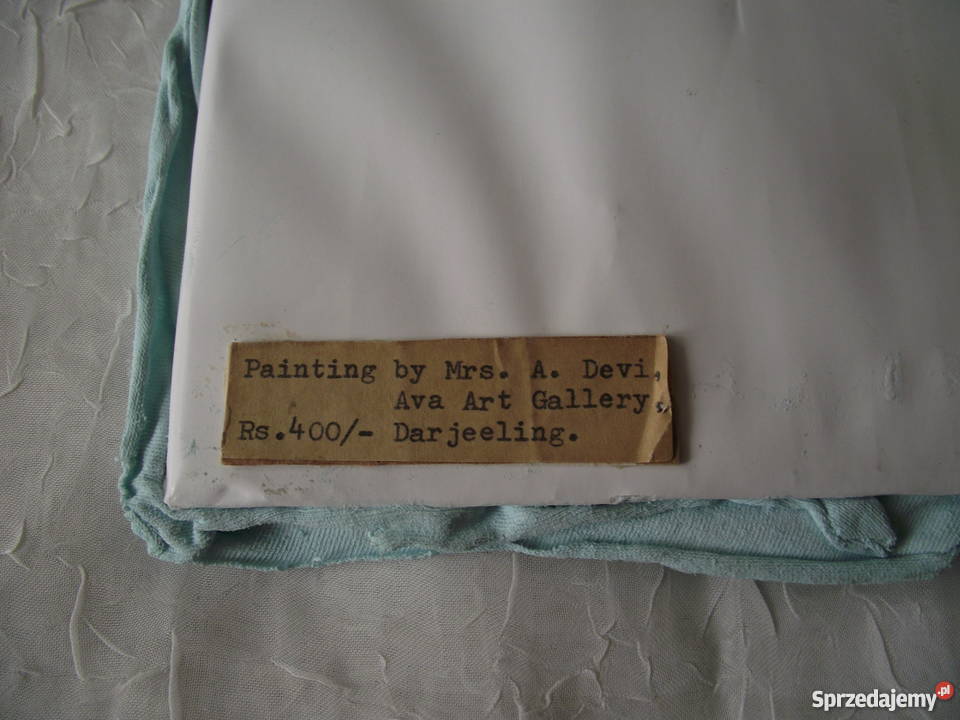 Painting by Mrs. A. Devi,
Ava Art Gallery,
Rs.400/- Darjeeling.
Sprzedajemy.pl